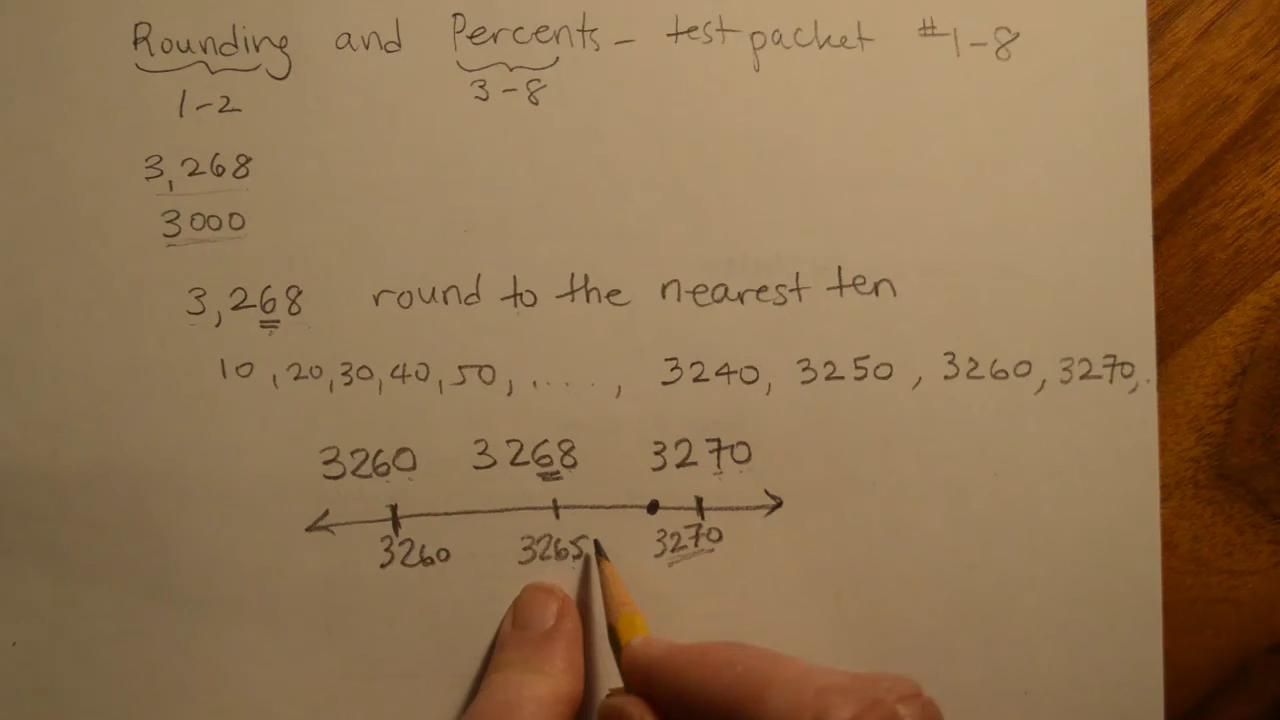 Rounding and Percents - test packet #1-8
1-2 3-8
3,268
3000
3,268 round to the nearest ten
10, 20, 30, 40, 50, ....., 3240, 3250, 3260, 3270, .
3260 3268 3270
3260 3265 3270